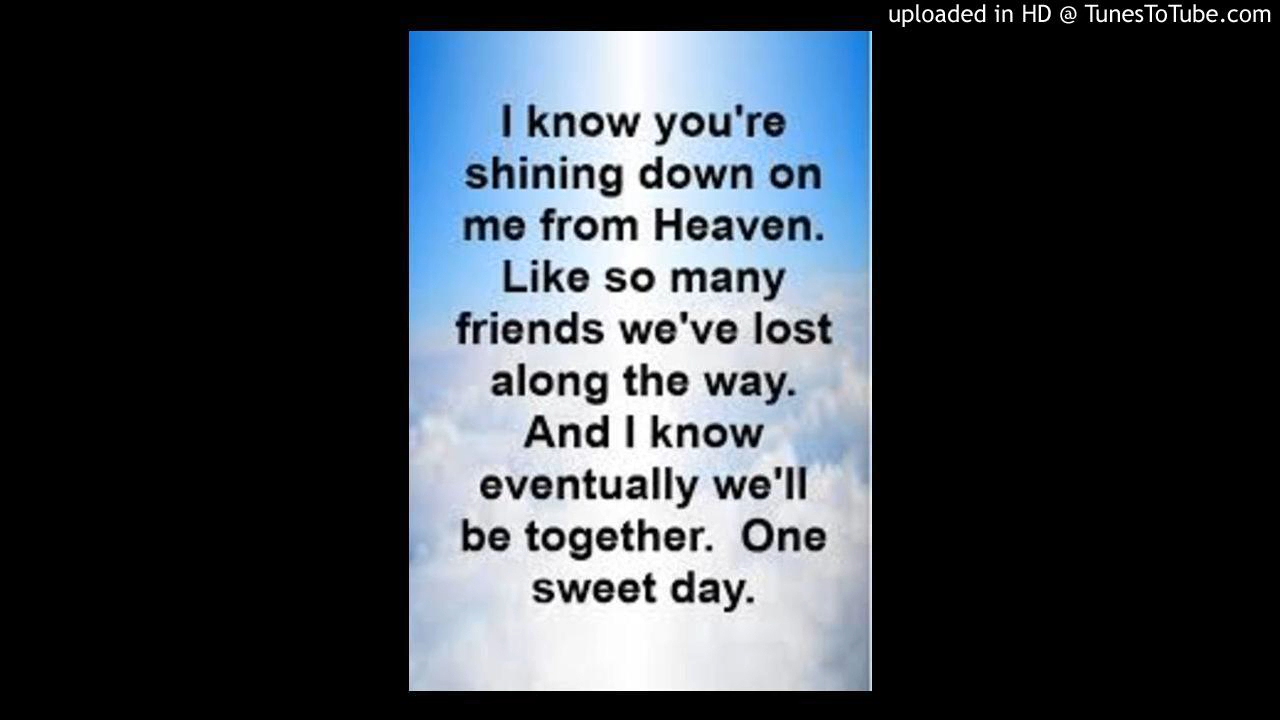 uploaded in HD @ TunesToTube.com
I know you're
shining down on
me from Heaven.
Like so many
friends we've lost
along the way.
And I know
eventually we'll
be together.  One
sweet day.